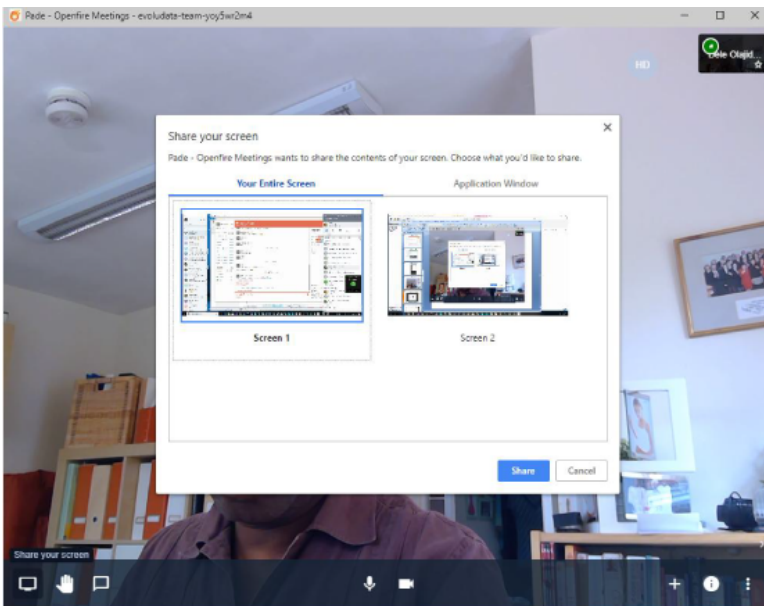 Pade - Openfire Meetings - evoludata-team-yoy5wr2m4
HD
Dele Olajid...
Share your screen
Pade - Openfire Meetings wants to share the contents of your screen. Choose what you'd like to share.
Your Entire Screen
Application Window
Screen 1
Screen 2
Share
Cancel
Share your screen